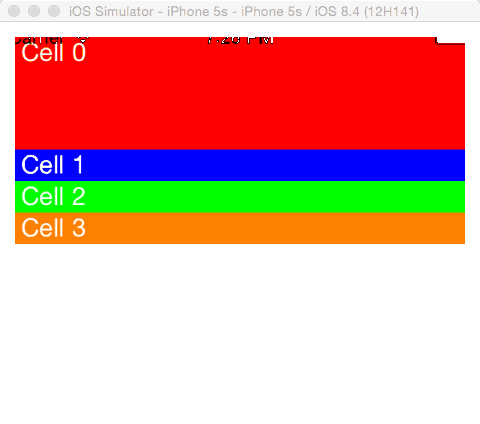 iOS Simulator - iPhone 5s - iPhone 5s / iOS 8.4 (12H141)
Cell 0
Cell 1
Cell 2
Cell 3